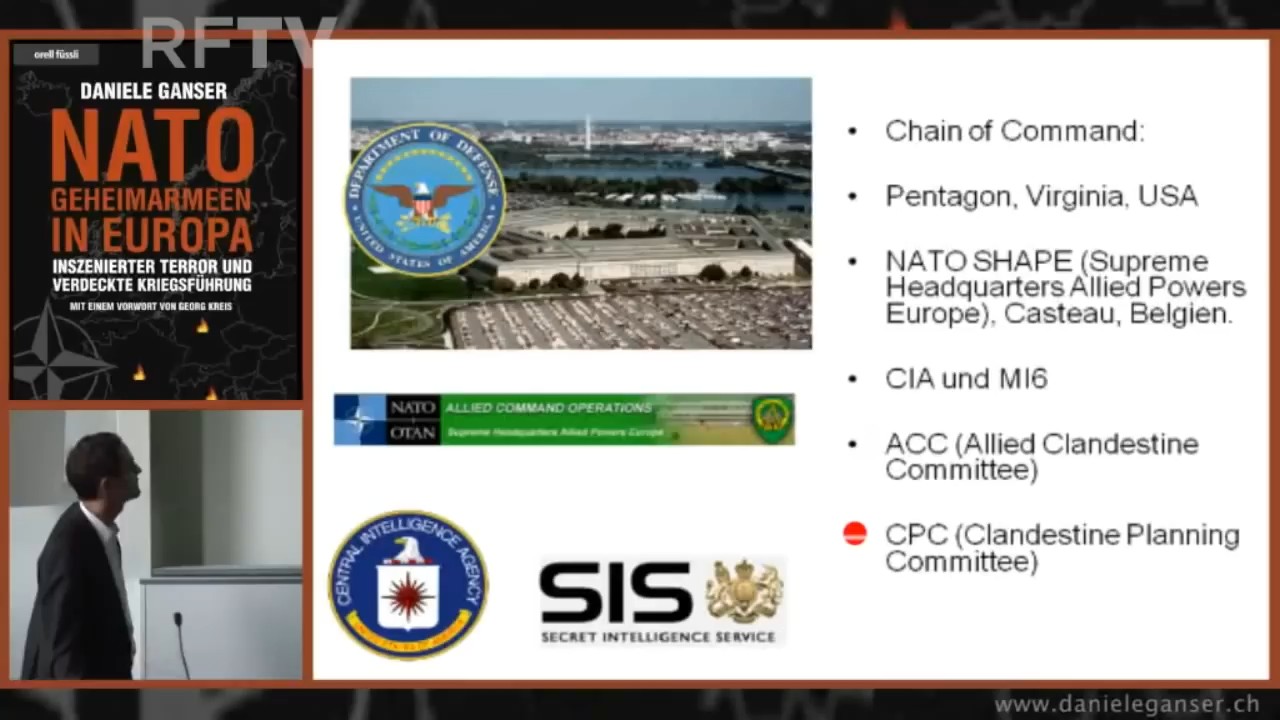 RFTV
orell füssli
DANIELE GANSER
NATO
GEHEIMARMEEN
IN EUROPA
INSZENIERTER TERROR UND
VERDECKTE KRIEGSFÜHRUNG
MIT EINEM VORWORT VON GEORG KREIS
DEPARTMENT OF DEFENSE
UNITED STATES OF AMERICA
• Chain of Command:
• Pentagon, Virginia, USA
• NATO SHAPE (Supreme
Headquarters Allied Powers
Europe), Casteau, Belgien.
• CIA und MI6
• ACC (Allied Clandestine
Committee)
CPC (Clandestine Planning
Committee)
NATO
OTAN
ALLIED COMMAND OPERATIONS
Supreme Headquarters Allied Powers Europe
CENTRAL INTELLIGENCE AGENCY
UNITED STATES OF AMERICA
SIS
SECRET INTELLIGENCE SERVICE
www.danieleganser.ch